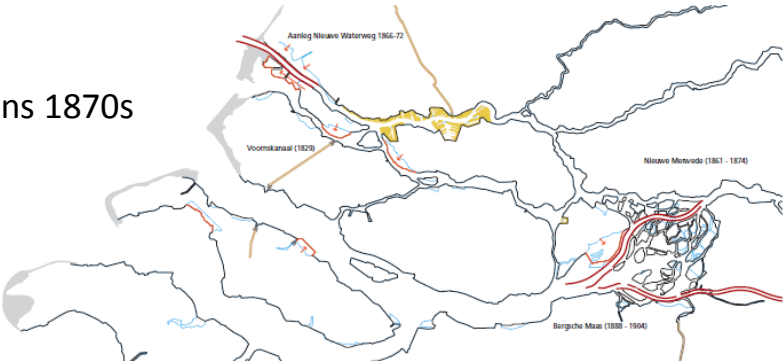 Aanleg Nieuwe Waterweg 1866-72
ns 1870s
Voornskanaal (1829)
Nieuwe Merwede (1861 - 1874)
Bergsche Maas (1888 - 1904)